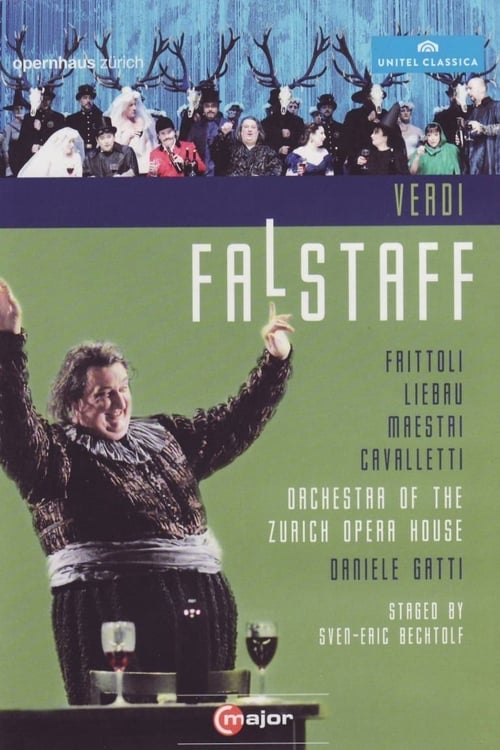 opernhaus zürich
UNITEL CLASSICA
VERDI
FALSTAFF
FRITTOLI
LIEBAU
MAESTRI
CAVALLETTI
ORCHESTRA OF THE
ZURICH OPERA HOUSE
DANIELE GATTI
STAGED BY
SVEN-ERIC BECHTOLF
C major